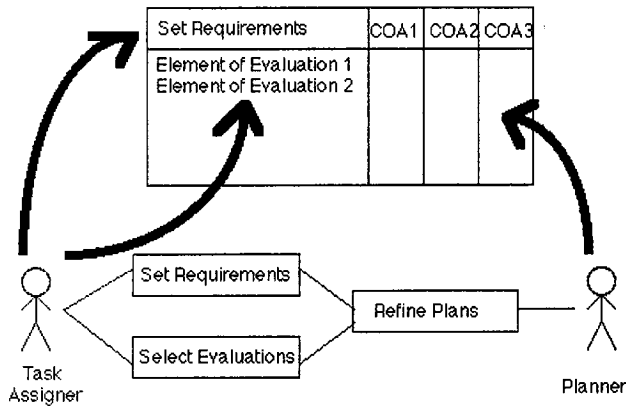 Set Requirements COA1 COA2 COA3
Element of Evaluation 1
Element of Evaluation 2
Set Requirements
Refine Plans
Select Evaluations
Task
Assigner
Planner